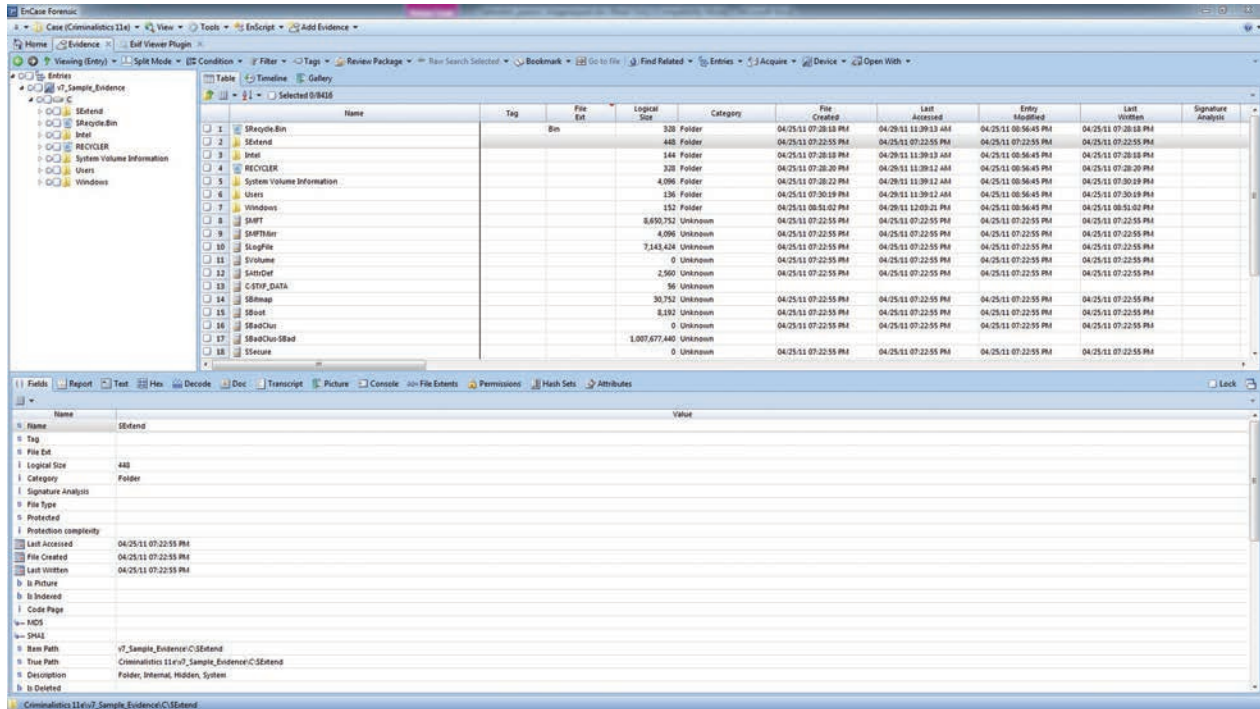 EnCase Forensic
Case (Criminalistics 11e) View Tools EnScript Add Evidence
Home Evidence Exif Viewer Plugin
Viewing (Entry) Split Mode Condition Filter Tags Review Package Raw Search Selected Bookmark Go to file Find Related Entries Acquire Device Open With
Entries
v7_Sample_Evidence
C
$Extend
$Recycle.Bin
Intel
RECYCLER
System Volume Information
Users
Windows
Table Timeline Gallery
Selected 0/8416
Name Tag File Ext Logical Size Category File Created Last Accessed Entry Modified Last Written Signature Analysis
1 $Recycle.Bin Bin 328 Folder 04/25/11 07:28:18 PM 04/29/11 11:39:13 AM 04/25/11 08:56:45 PM 04/25/11 07:28:18 PM
2 $Extend 448 Folder 04/25/11 07:22:55 PM 04/25/11 07:22:55 PM 04/25/11 07:22:55 PM 04/25/11 07:22:55 PM
3 Intel 144 Folder 04/25/11 07:28:18 PM 04/29/11 11:39:13 AM 04/25/11 08:56:45 PM 04/25/11 07:28:18 PM
4 RECYCLER 328 Folder 04/25/11 07:28:20 PM 04/29/11 11:39:12 AM 04/25/11 08:56:45 PM 04/25/11 07:28:20 PM
5 System Volume Information 4,096 Folder 04/25/11 07:28:22 PM 04/29/11 11:39:12 AM 04/25/11 08:56:45 PM 04/25/11 07:30:19 PM
6 Users 136 Folder 04/25/11 07:30:19 PM 04/29/11 11:39:12 AM 04/25/11 08:56:45 PM 04/25/11 07:30:19 PM
7 Windows 152 Folder 04/25/11 08:51:02 PM 04/29/11 12:03:21 PM 04/25/11 08:56:45 PM 04/25/11 08:51:02 PM
8 $MFT 8,650,752 Unknown 04/25/11 07:22:55 PM 04/25/11 07:22:55 PM 04/25/11 07:22:55 PM 04/25/11 07:22:55 PM
9 $MFTMirr 4,096 Unknown 04/25/11 07:22:55 PM 04/25/11 07:22:55 PM 04/25/11 07:22:55 PM 04/25/11 07:22:55 PM
10 $LogFile 7,143,424 Unknown 04/25/11 07:22:55 PM 04/25/11 07:22:55 PM 04/25/11 07:22:55 PM 04/25/11 07:22:55 PM
11 $Volume 0 Unknown 04/25/11 07:22:55 PM 04/25/11 07:22:55 PM 04/25/11 07:22:55 PM 04/25/11 07:22:55 PM
12 $AttrDef 2,560 Unknown 04/25/11 07:22:55 PM 04/25/11 07:22:55 PM 04/25/11 07:22:55 PM 04/25/11 07:22:55 PM
13 C·$TXF_DATA 56 Unknown
14 $Bitmap 30,752 Unknown 04/25/11 07:22:55 PM 04/25/11 07:22:55 PM 04/25/11 07:22:55 PM 04/25/11 07:22:55 PM
15 $Boot 8,192 Unknown 04/25/11 07:22:55 PM 04/25/11 07:22:55 PM 04/25/11 07:22:55 PM 04/25/11 07:22:55 PM
16 $BadClus 0 Unknown 04/25/11 07:22:55 PM 04/25/11 07:22:55 PM 04/25/11 07:22:55 PM 04/25/11 07:22:55 PM
17 $BadClus·$Bad 1,007,677,440 Unknown
18 $Secure 0 Unknown 04/25/11 07:22:55 PM 04/25/11 07:22:55 PM 04/25/11 07:22:55 PM 04/25/11 07:22:55 PM
Fields Report Text Hex Decode Doc Transcript Picture Console File Extents Permissions Hash Sets Attributes Lock
Name Value
Name $Extend
Tag
File Ext
Logical Size 448
Category Folder
Signature Analysis
File Type
Protected
Protection complexity
Last Accessed 04/25/11 07:22:55 PM
File Created 04/25/11 07:22:55 PM
Last Written 04/25/11 07:22:55 PM
Is Picture
Is Indexed
Code Page
MD5
SHA1
Item Path v7_Sample_Evidence\C\$Extend
True Path Criminalistics 11e\v7_Sample_Evidence\C\$Extend
Description Folder, Internal, Hidden, System
Is Deleted
Criminalistics 11e\v7_Sample_Evidence\C\$Extend